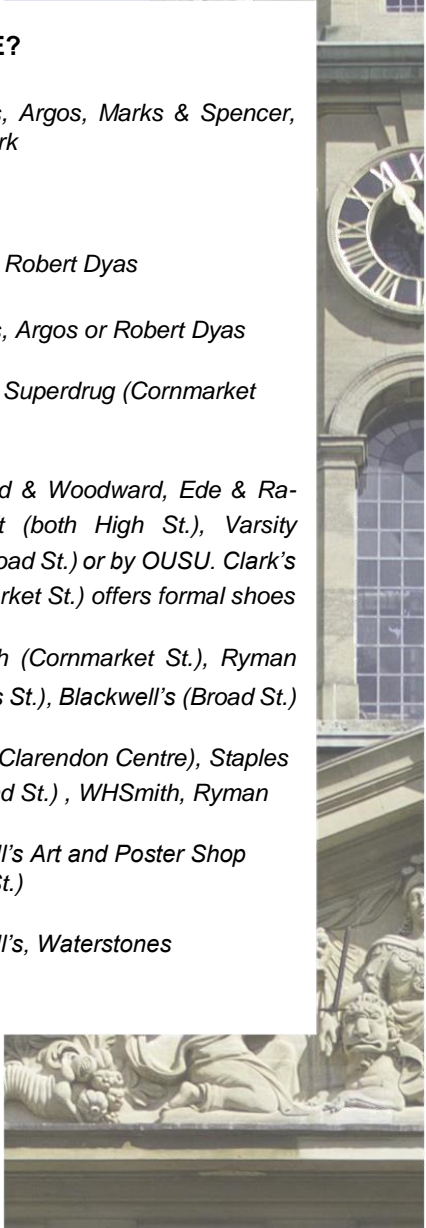 E?
, Argos, Marks & Spencer,
rk
Robert Dyas
, Argos or Robert Dyas
Superdrug (Cornmarket
d & Woodward, Ede & Ra-
t (both High St.), Varsity
oad St.) or by OUSU. Clark's
rket St.) offers formal shoes
h (Cornmarket St.), Ryman
s St.), Blackwell's (Broad St.)
Clarendon Centre), Staples
d St.) , WHSmith, Ryman
ll's Art and Poster Shop
St.)
ll's, Waterstones